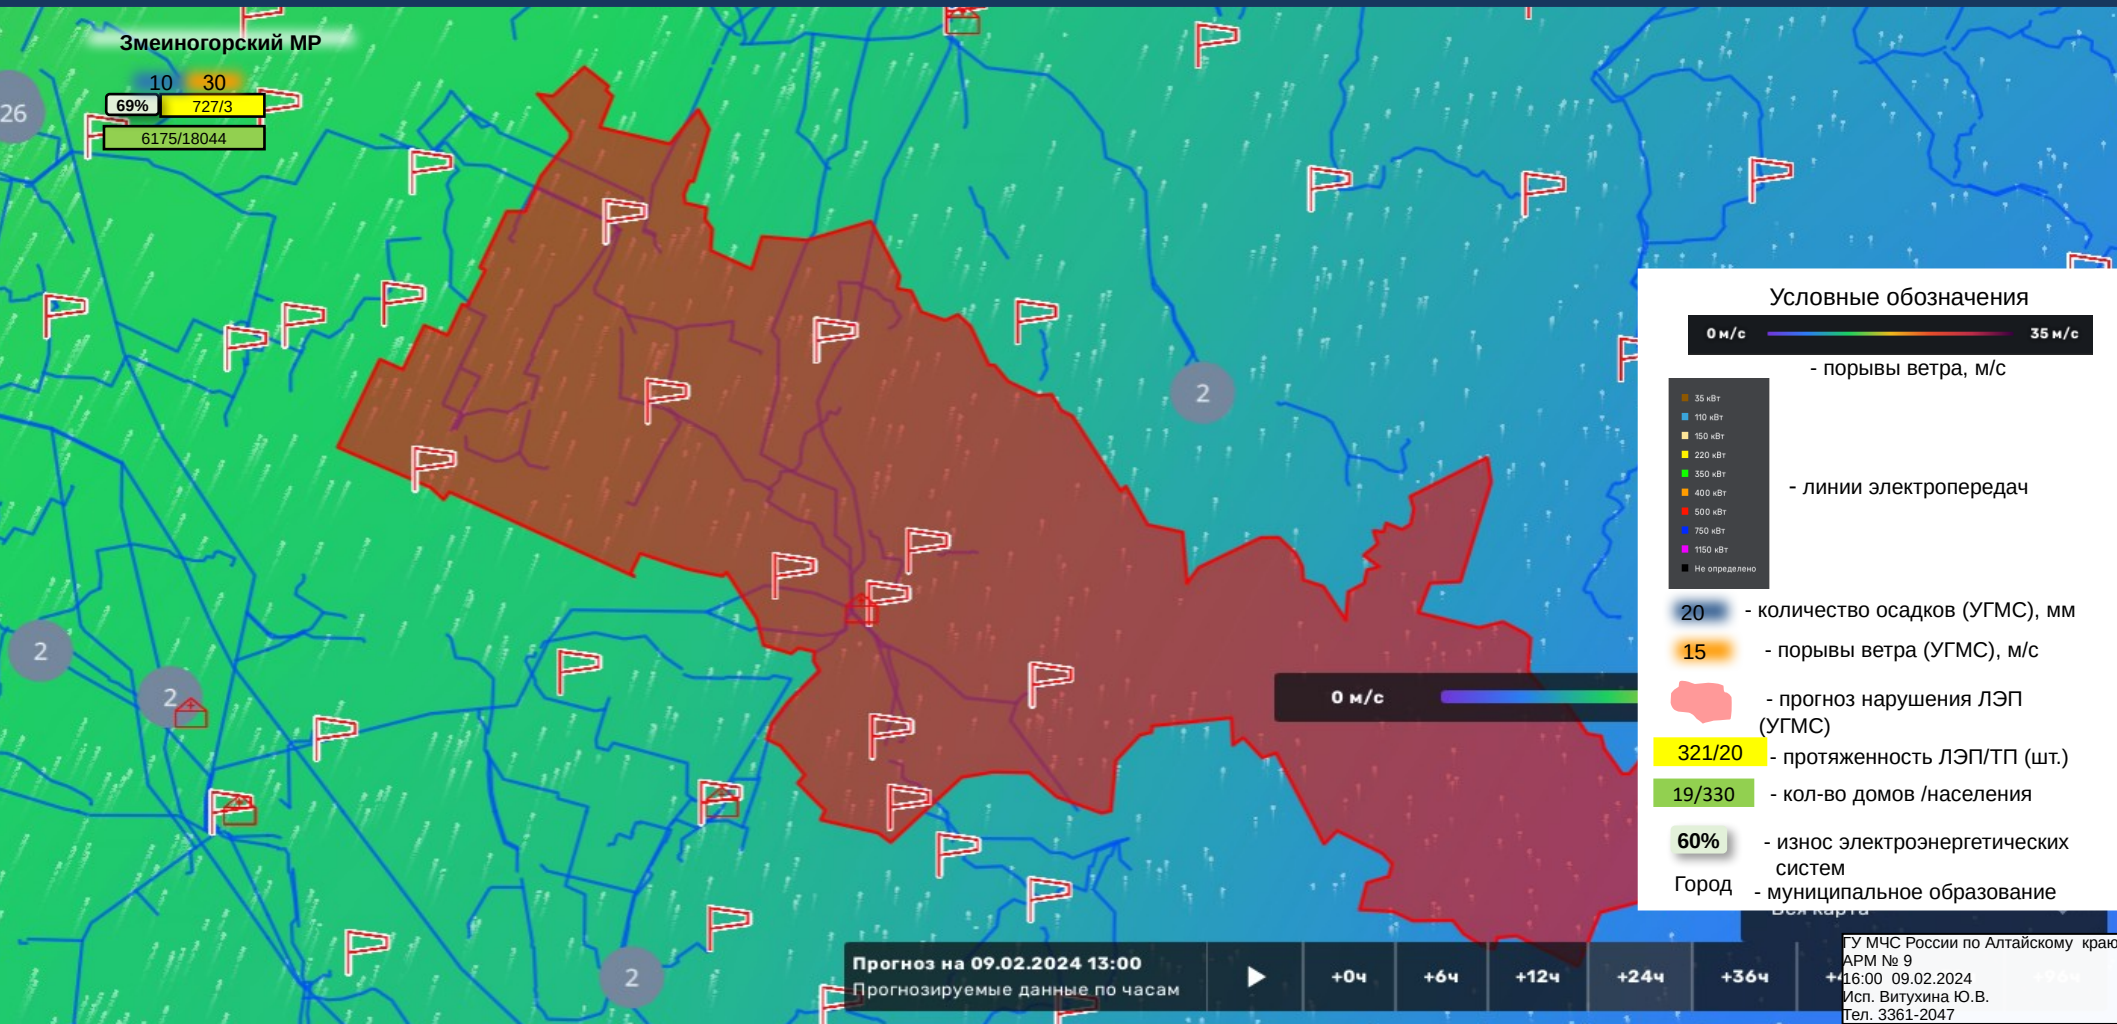 Змеиногорский МР
10 30
69% 727/3
6175/18044
26
2
2
2
2
Условные обозначения
0 м/с 35 м/с
- порывы ветра, м/с
35 кВт
110 кВт
150 кВт
220 кВт
350 кВт
400 кВт
500 кВт
750 кВт
1150 кВт
Не определено
- линии электропередач
20 - количество осадков (УГМС), мм
15 - порывы ветра (УГМС), м/с
- прогноз нарушения ЛЭП
(УГМС)
321/20 - протяженность ЛЭП/ТП (шт.)
19/330 - кол-во домов /населения
60% - износ электроэнергетических
систем
Город - муниципальное образование
0 м/с
Вся карта
Прогноз на 09.02.2024 13:00
Прогнозируемые данные по часам
+0ч +6ч +12ч +24ч +36ч
ГУ МЧС России по Алтайскому краю
АРМ № 9
16:00 09.02.2024
Исп. Витухина Ю.В.
Тел. 3361-2047